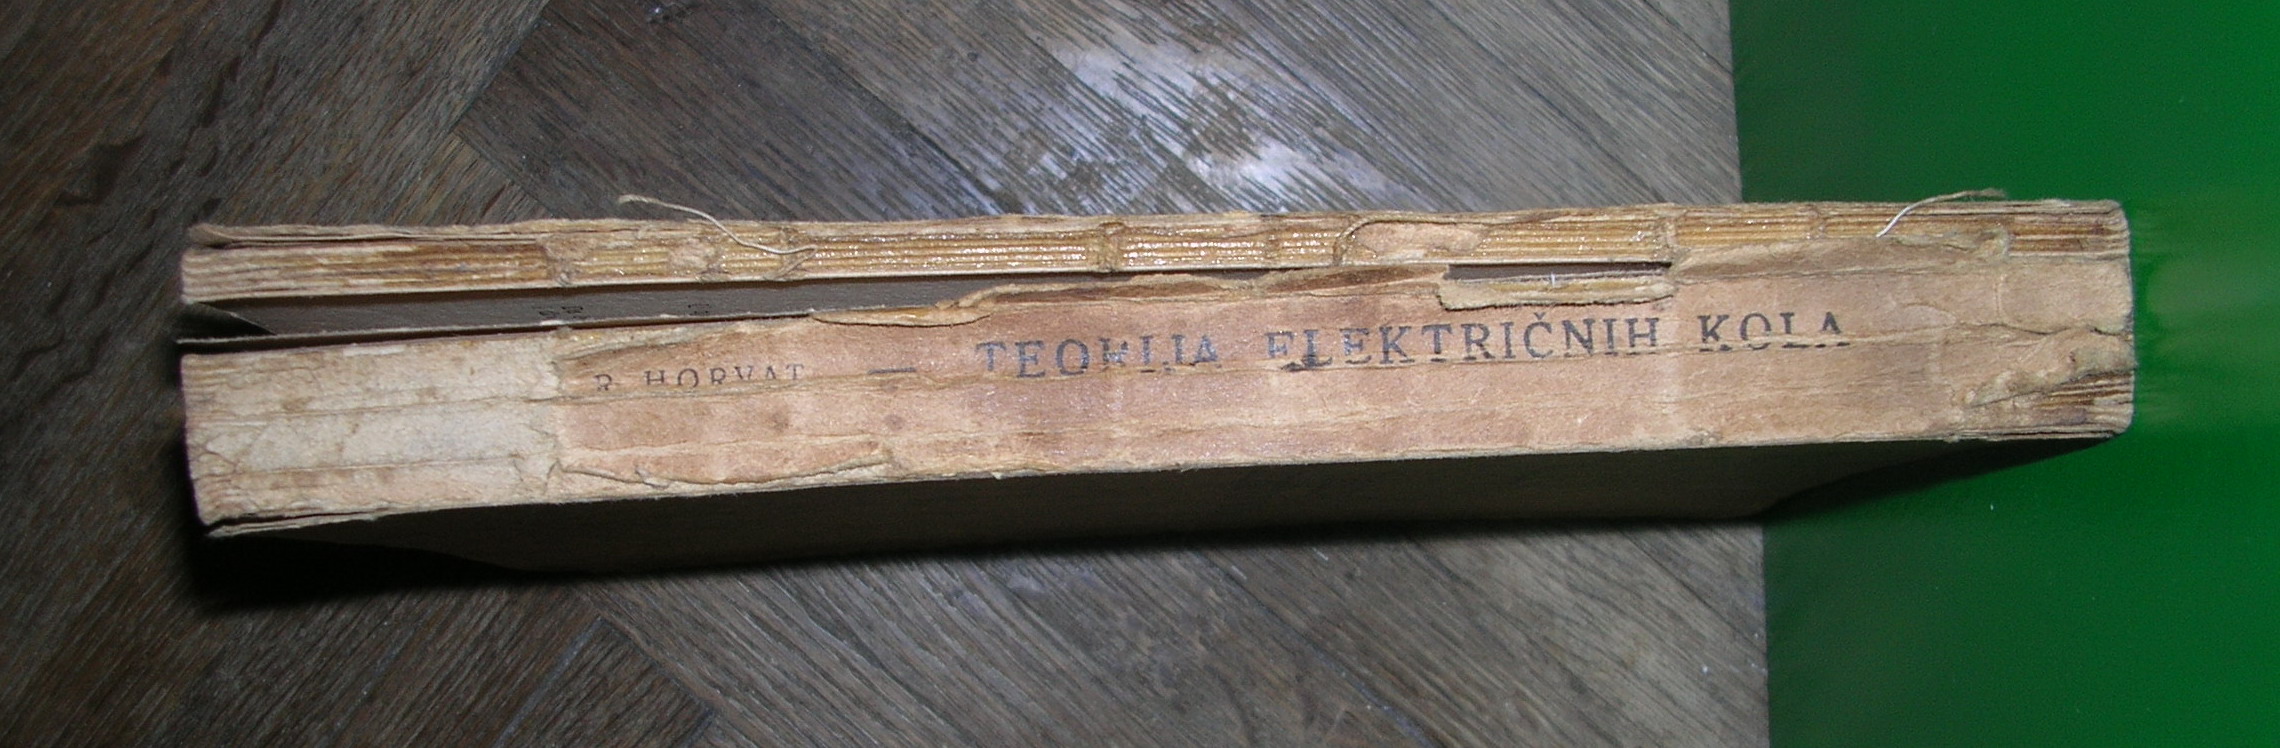 R. HORVAT — TEORIJA ELEKTRIČNIH KOLA